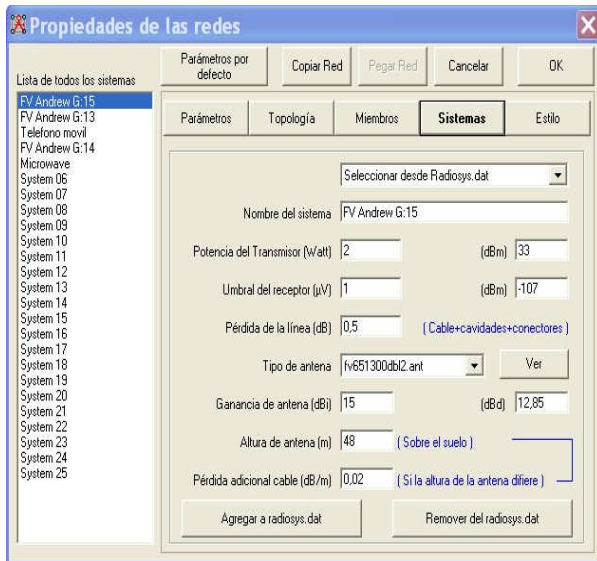 Propiedades de las redes
Lista de todos los sistemas
FV Andrew G:15
FV Andrew G:13
Telefono movil
FV Andrew G:14
Microwave
System 06
System 07
System 08
System 09
System 10
System 11
System 12
System 13
System 14
System 15
System 16
System 17
System 18
System 19
System 20
System 21
System 22
System 23
System 24
System 25
Parámetros por
defecto
Copiar Red
Pegar Red
Cancelar
OK
Parámetros
Topología
Miembros
Sistemas
Estilo
Seleccionar desde Radiosys.dat
Nombre del sistema FV Andrew G:15
Potencia del Transmisor (Watt) 2 (dBm) 33
Umbral del receptor (µV) 1 (dBm) -107
Pérdida de la línea (dB) 0,5 ( Cable+cavidades+conectores )
Tipo de antena fv651300dbl2.ant Ver
Ganancia de antena (dBi) 15 (dBd) 12,85
Altura de antena (m) 48 ( Sobre el suelo )
Pérdida adicional cable (dB/m) 0,02 ( Si la altura de la antena difiere )
Agregar a radiosys.dat
Remover del radiosys.dat